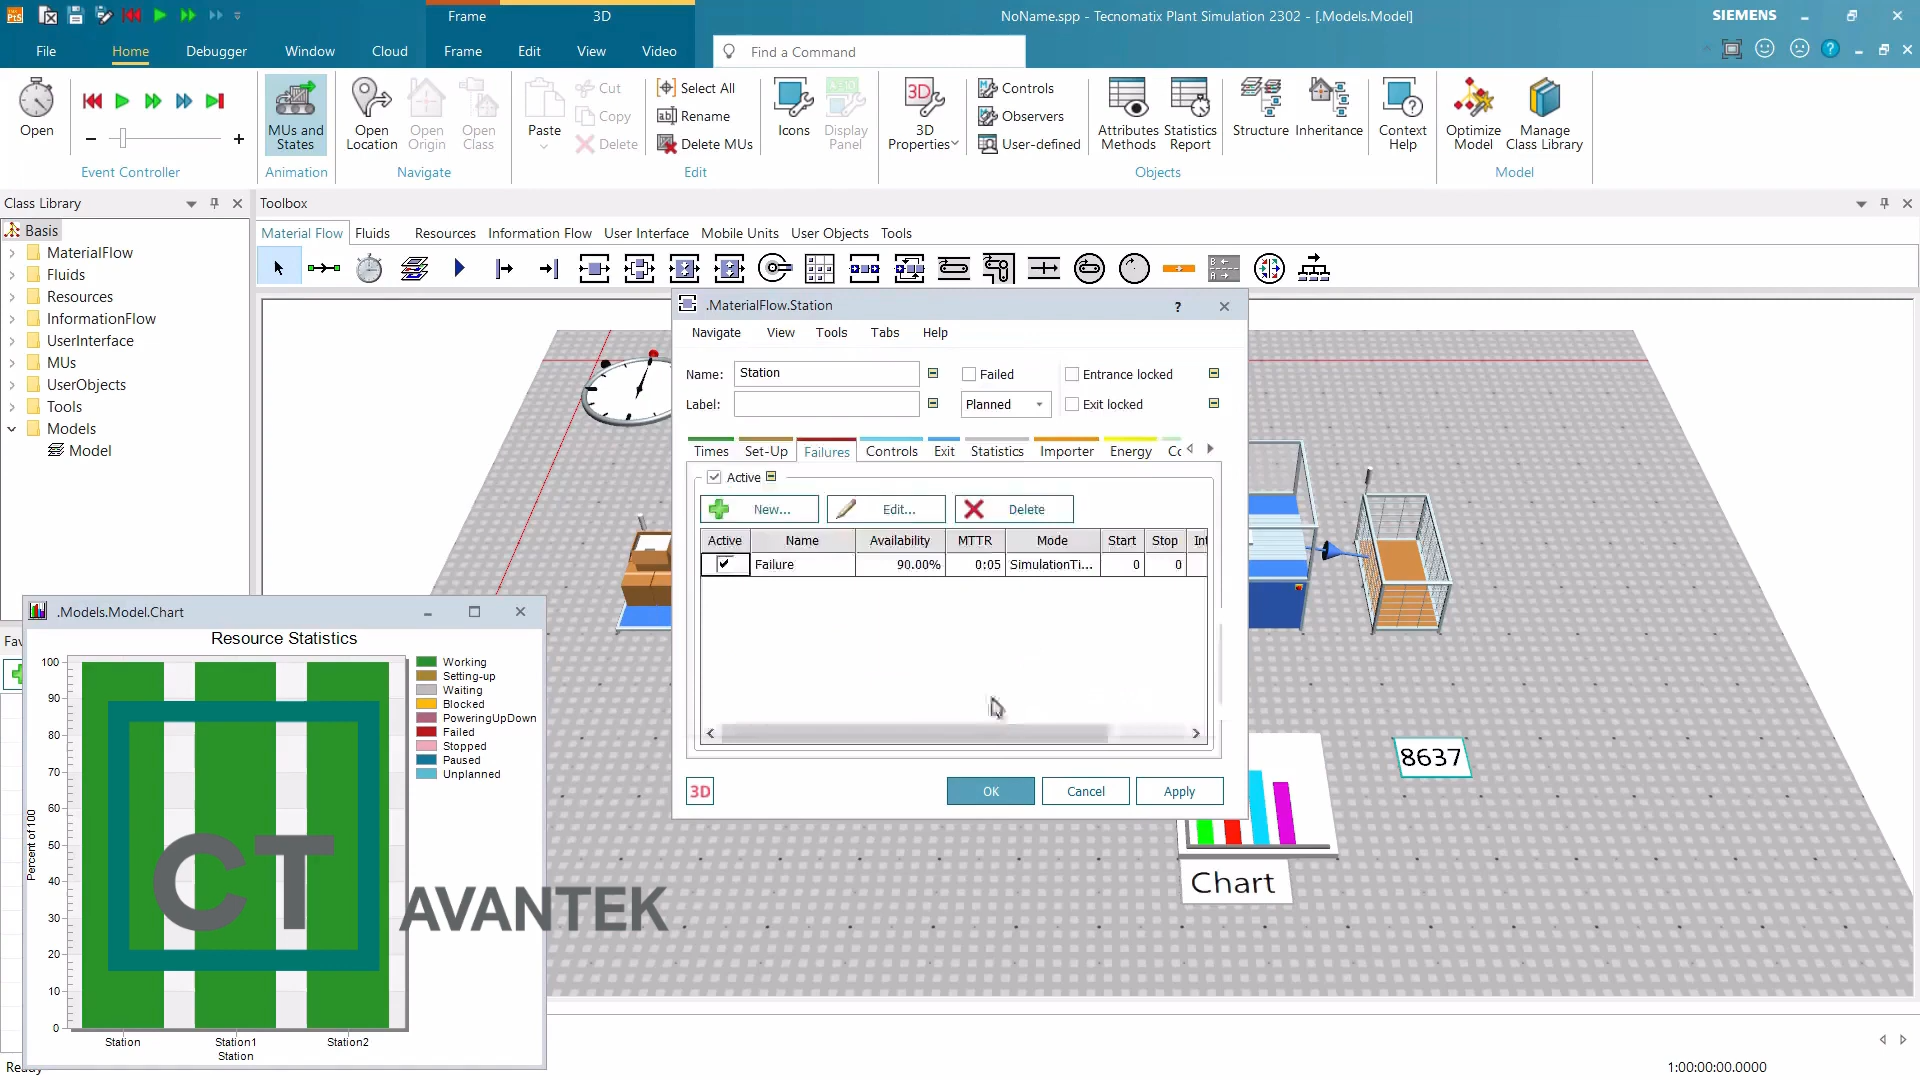 Frame 3D NoName.spp - Tecnomatix Plant Simulation 2302 - [.Models.Model] SIEMENS
File Home Debugger Window Cloud Frame Edit View Video Find a Command
Open
MUs and States
Open Location
Open Origin
Open Class
Paste
Cut
Copy
Delete
Select All
Rename
Delete MUs
Icons
Display Panel
3D Properties
Controls
Observers
User-defined
Attributes Methods
Statistics Report
Structure
Inheritance
Context Help
Optimize Model
Manage Class Library
Event Controller Animation Navigate Edit Objects Model
Class Library
Basis
MaterialFlow
Fluids
Resources
InformationFlow
UserInterface
MUs
UserObjects
Tools
Models
Model
Toolbox
Material Flow Fluids Resources Information Flow User Interface Mobile Units User Objects Tools
.MaterialFlow.Station ?
Navigate View Tools Tabs Help
Name: Station Failed Entrance locked
Label: Planned Exit locked
Times Set-Up Failures Controls Exit Statistics Importer Energy Cc
Active
New... Edit... Delete
Active Name Availability MTTR Mode Start Stop Int
Failure 90.00% 0:05 SimulationTi... 0 0
3D OK Cancel Apply
8637
Chart
Fav
.Models.Model.Chart
Resource Statistics
Working
Setting-up
Waiting
Blocked
PoweringUpDown
Failed
Stopped
Paused
Unplanned
Percent of 100
100
90
80
70
60
50
40
30
20
10
0
Station Station1 Station2
Station
CT AVANTEK
Ready
1:00:00:00.0000